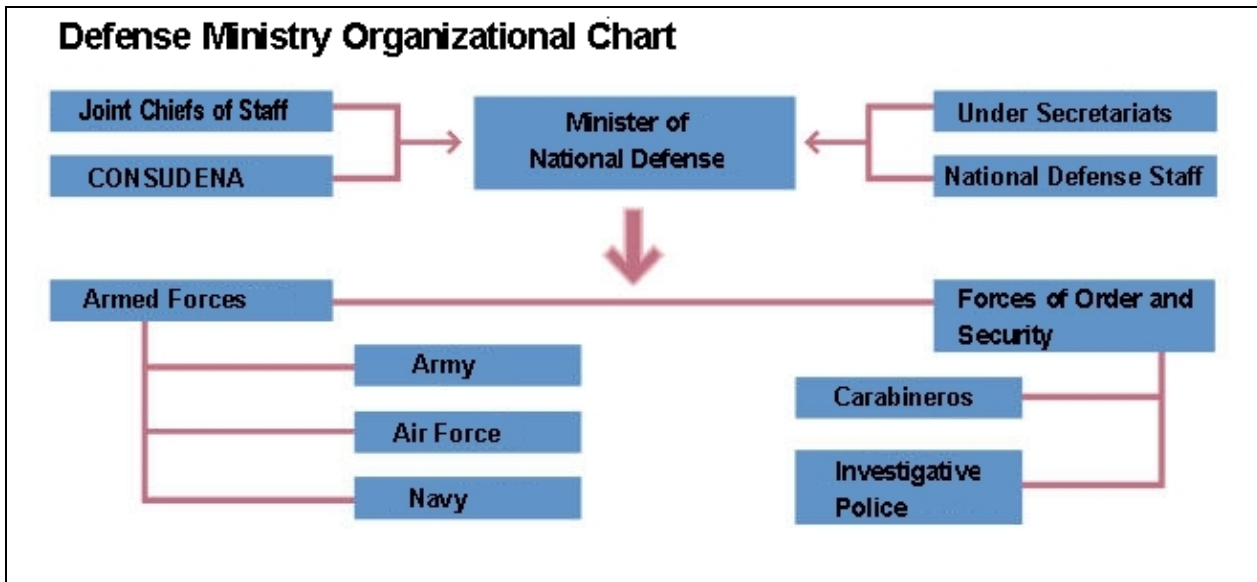 Defense Ministry Organizational Chart
Joint Chiefs of Staff
CONSUDENA
Minister of
National Defense
Under Secretariats
National Defense Staff
Armed Forces
Army
Air Force
Navy
Forces of Order and
Security
Carabineros
Investigative
Police